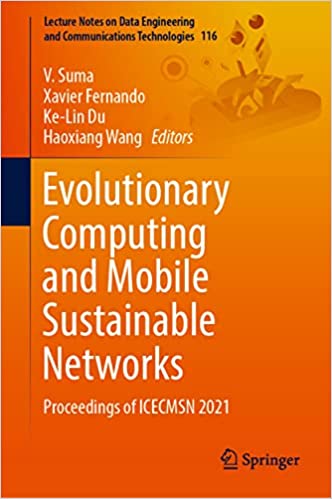 Lecture Notes on Data Engineering
and Communications Technologies 116
V. Suma
Xavier Fernando
Ke-Lin Du
Haoxiang Wang Editors
Evolutionary
Computing
and Mobile
Sustainable
Networks
Proceedings of ICECMSN 2021
Springer